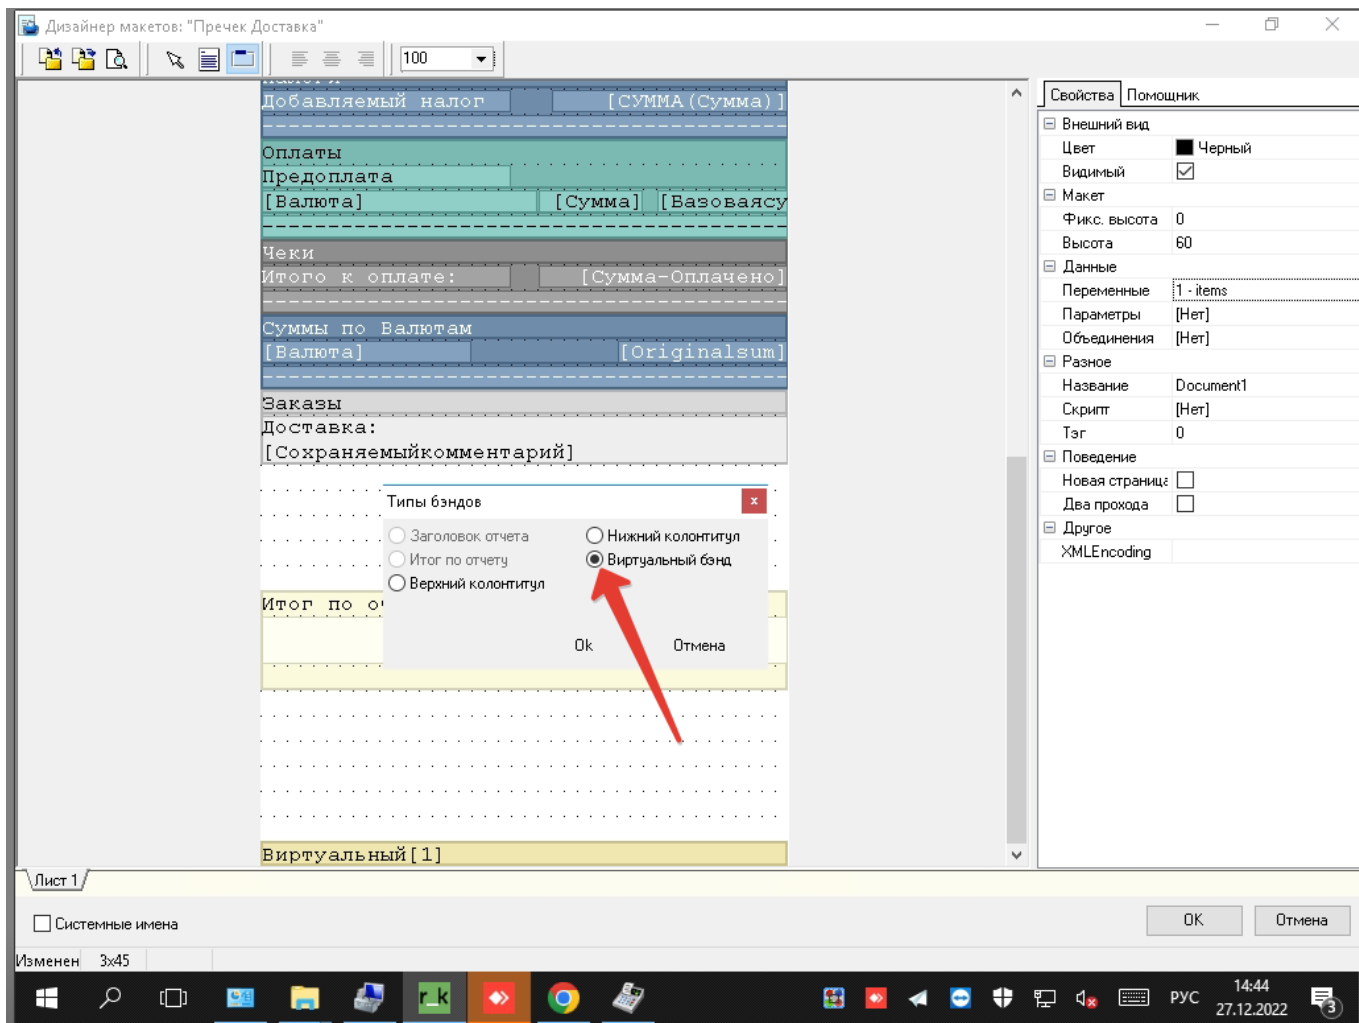 Дизайнер макетов: "Пречек Доставка"
100
Добавляемый налог [СУММА(Сумма)]
Оплаты
Предоплата
[Валюта] [Сумма] [Базоваясу
Чеки
Итого к оплате: [Сумма-Оплачено]
Суммы по Валютам
[Валюта] [Originalsum]
Заказы
Доставка:
[Сохраняемыйкомментарий]
Типы бэндов
Заголовок отчета
Нижний колонтитул
Итог по отчету
Виртуальный бэнд
Верхний колонтитул
Ok
Отмена
Итог по о
Виртуальный[1]
Свойства Помощник
Внешний вид
Цвет Черный
Видимый
Макет
Фикс. высота 0
Высота 60
Данные
Переменные 1 - items
Параметры [Нет]
Объединения [Нет]
Разное
Название Document1
Скрипт [Нет]
Тэг 0
Поведение
Новая страница
Два прохода
Другое
XMLEncoding
Лист 1
Системные имена
OK
Отмена
Изменен 3x45
r_k
РУС
14:44
27.12.2022
3